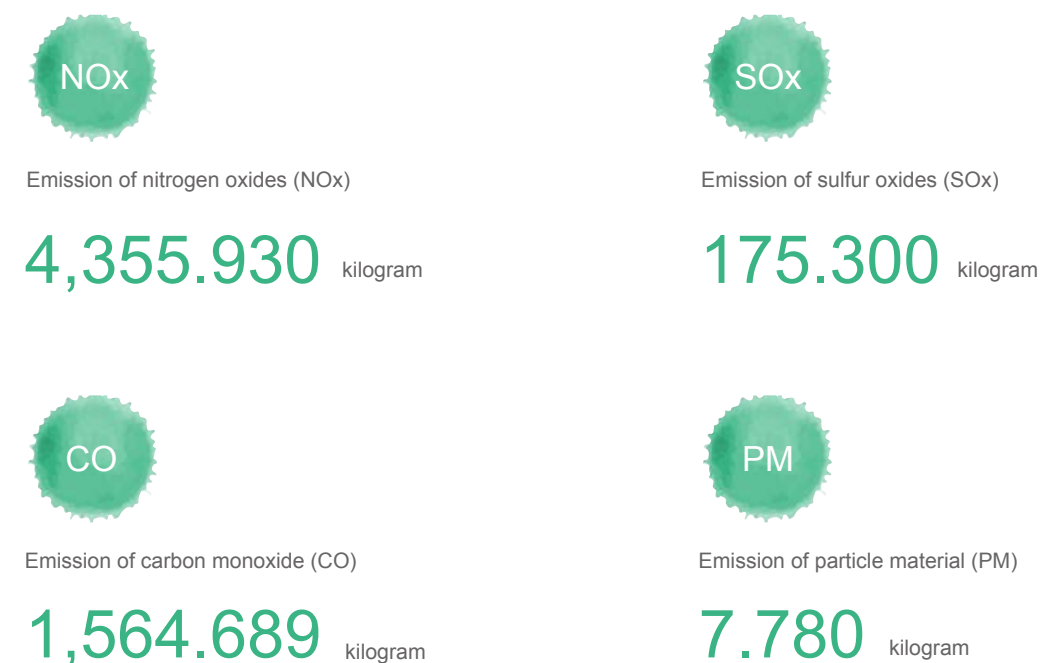 NOx
SOx
Emission of nitrogen oxides (NOx)
Emission of sulfur oxides (SOx)
4,355.930 kilogram
175.300 kilogram
CO
PM
Emission of carbon monoxide (CO)
Emission of particle material (PM)
1,564.689 kilogram
7.780 kilogram